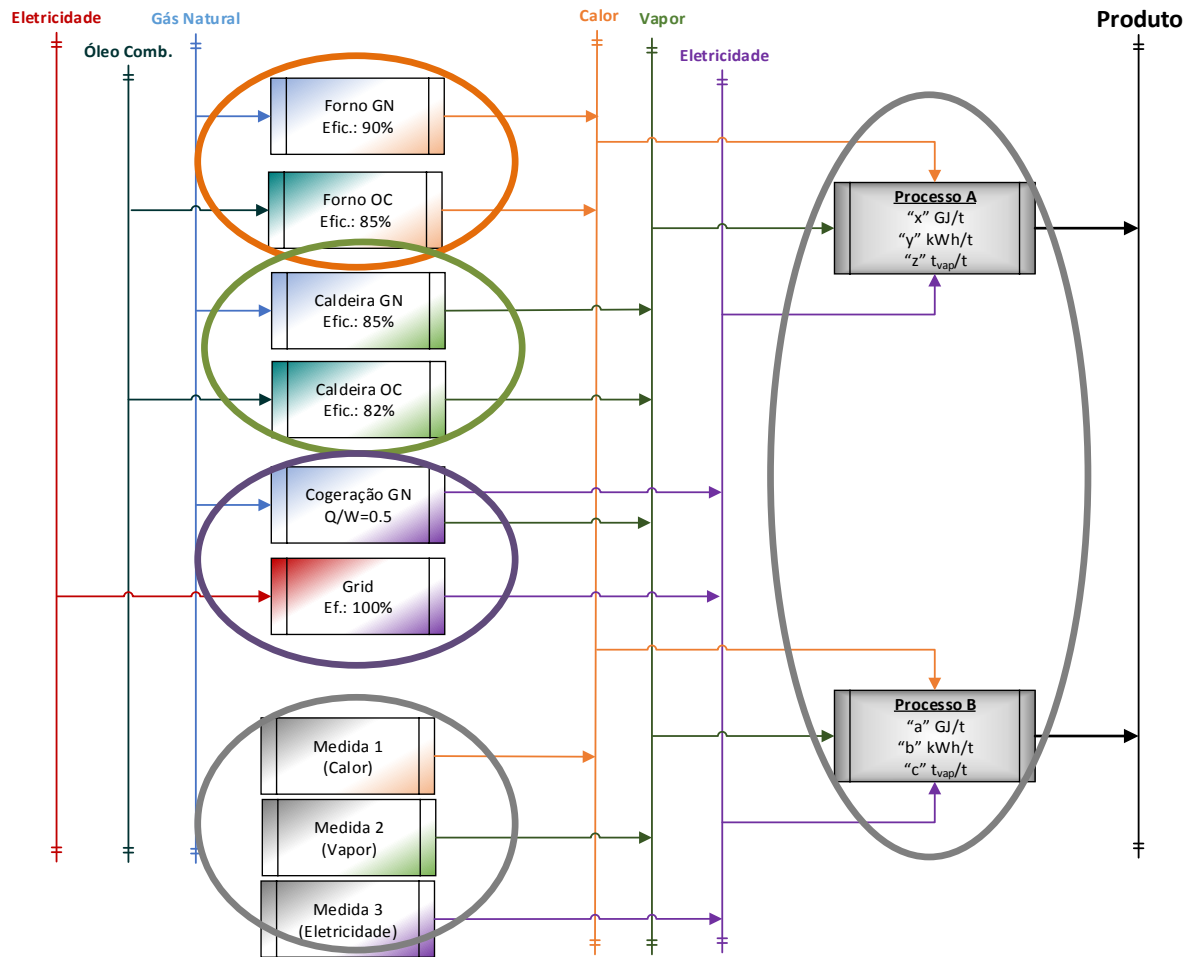 Eletricidade
Gás Natural
Calor
Vapor
Produto
Óleo Comb.
Eletricidade
Forno GN
Efic.: 90%
Forno OC
Efic.: 85%
Caldeira GN
Efic.: 85%
Caldeira OC
Efic.: 82%
Cogeração GN
Q/W=0.5
Grid
Ef.: 100%
Medida 1
(Calor)
Medida 2
(Vapor)
Medida 3
(Eletricidade)
Processo A
“x” GJ/t
“y” kWh/t
“z” tvap/t
Processo B
“a” GJ/t
“b” kWh/t
“c” tvap/t